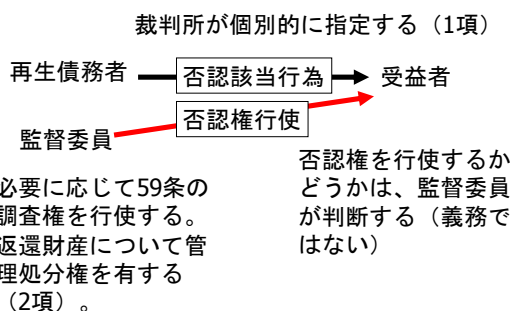 裁判所が個別的に指定する（1項）
再生債務者
否認該当行為
受益者
否認権行使
監督委員
必要に応じて59条の
調査権を行使する。
返還財産について管
理処分権を有する
（2項）。
否認権を行使するか
どうかは、監督委員
が判断する（義務で
はない）